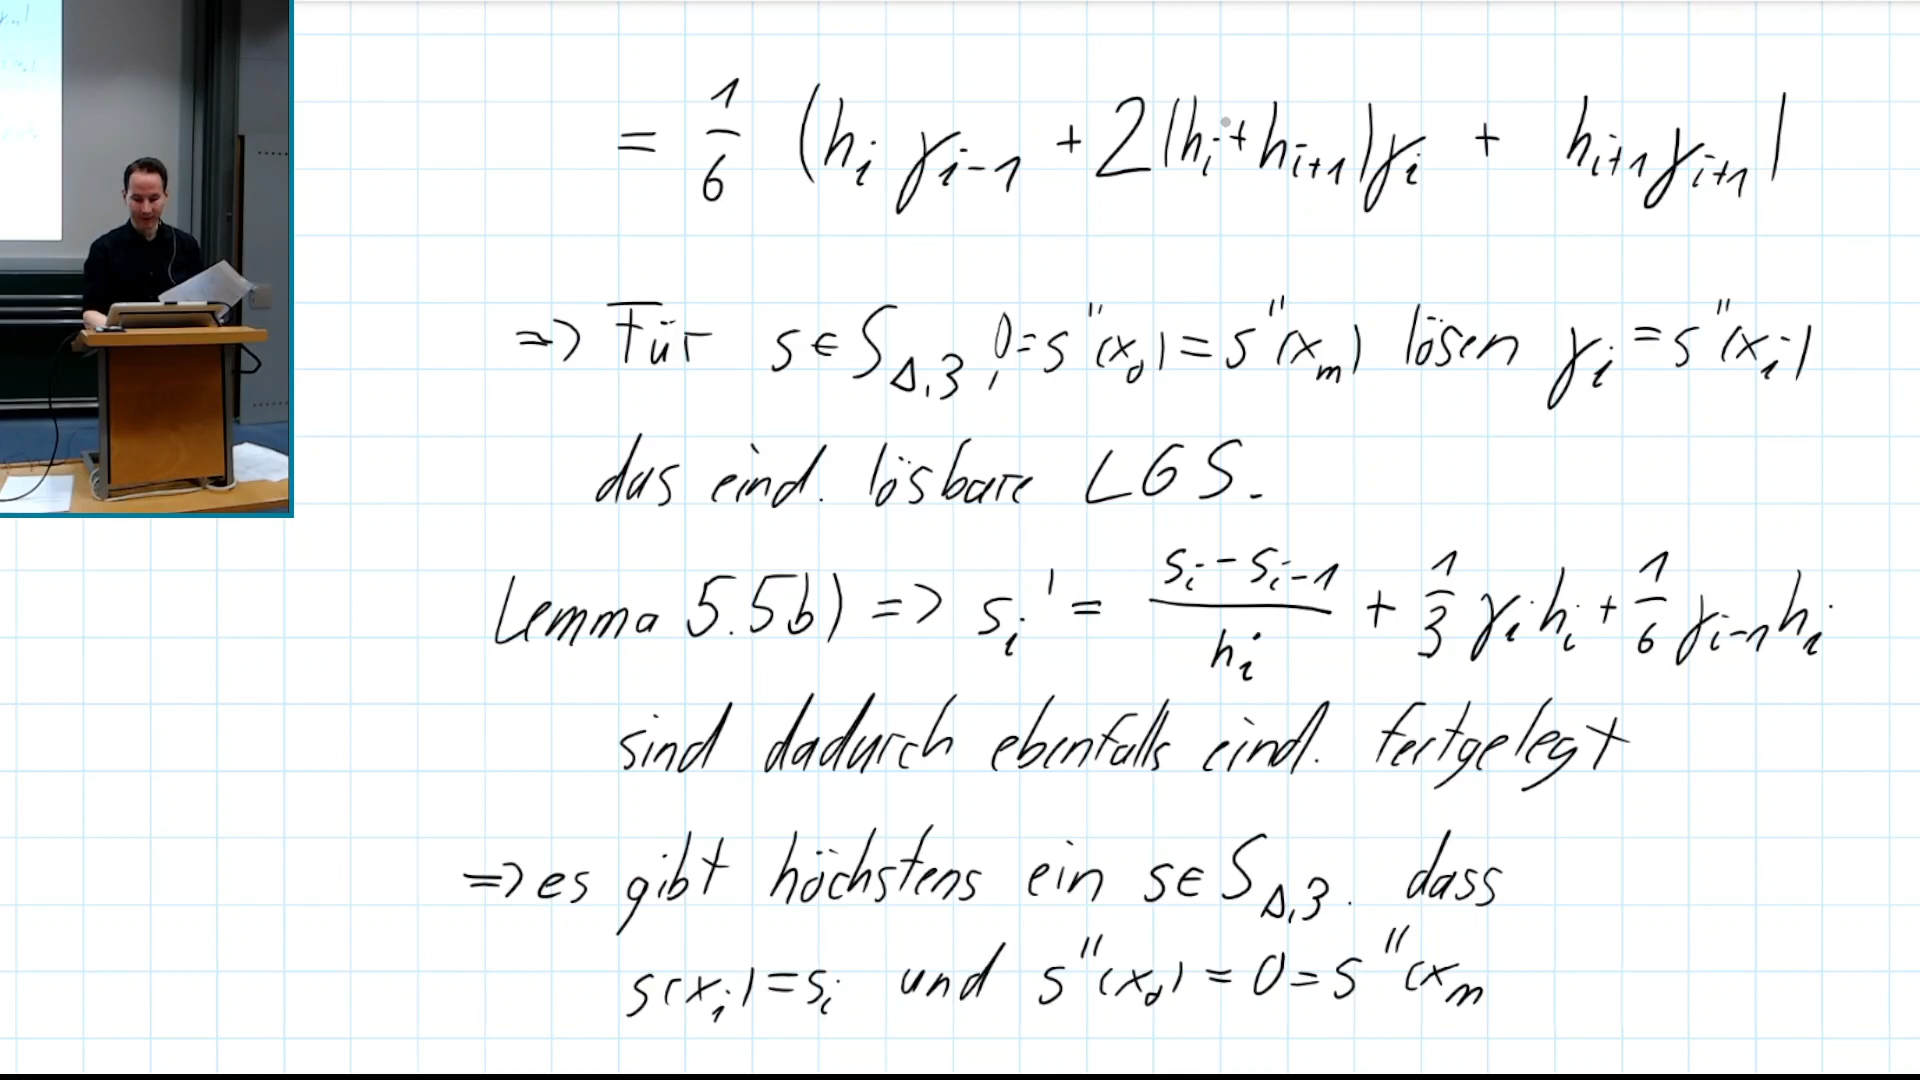 = 1/6 (h_i γ_{i-1} + 2(h_i + h_{i+1})γ_i + h_{i+1}γ_{i+1})
=> Für s ∈ S_{Δ,3}, 0 = s''(x_0) = s''(x_m) lösen γ_i = s''(x_i)
das eind. lösbare LGS.
Lemma 5.5b) => s_i' = (s_i - s_{i-1})/h_i + 1/3 γ_i h_i + 1/6 γ_{i-1} h_i
sind dadurch ebenfalls eind. festgelegt
=> es gibt höchstens ein s ∈ S_{Δ,3}. dass
s(x_i) = s_i und s''(x_0) = 0 = s''(x_m